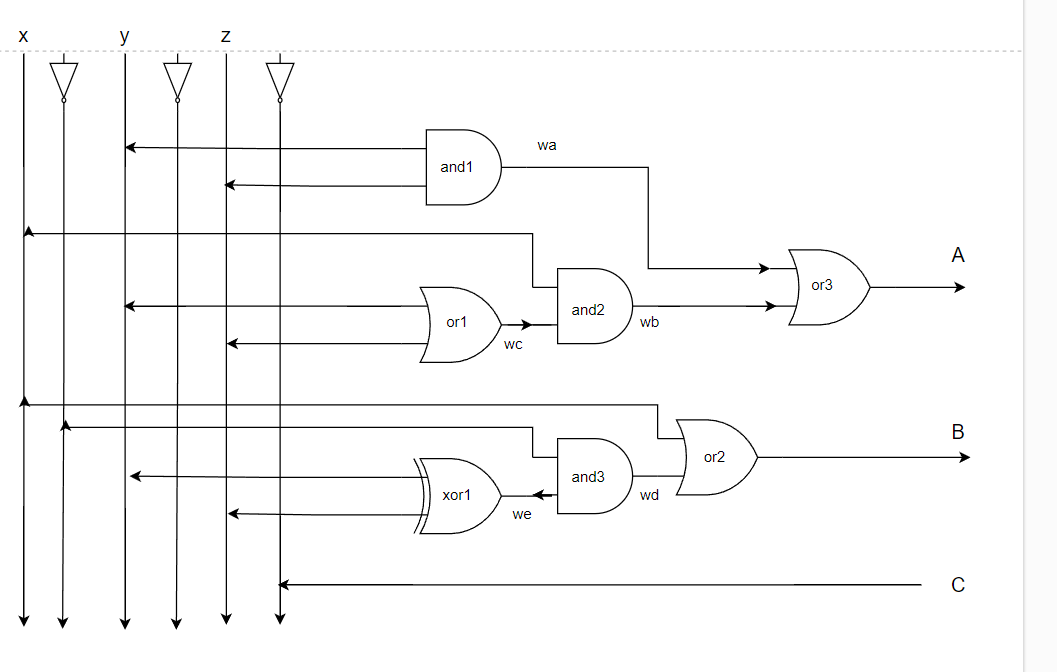 x y z
wa
and1
A
or3
and2
or1
wb
wc
B
or2
and3
xor1
wd
we
C